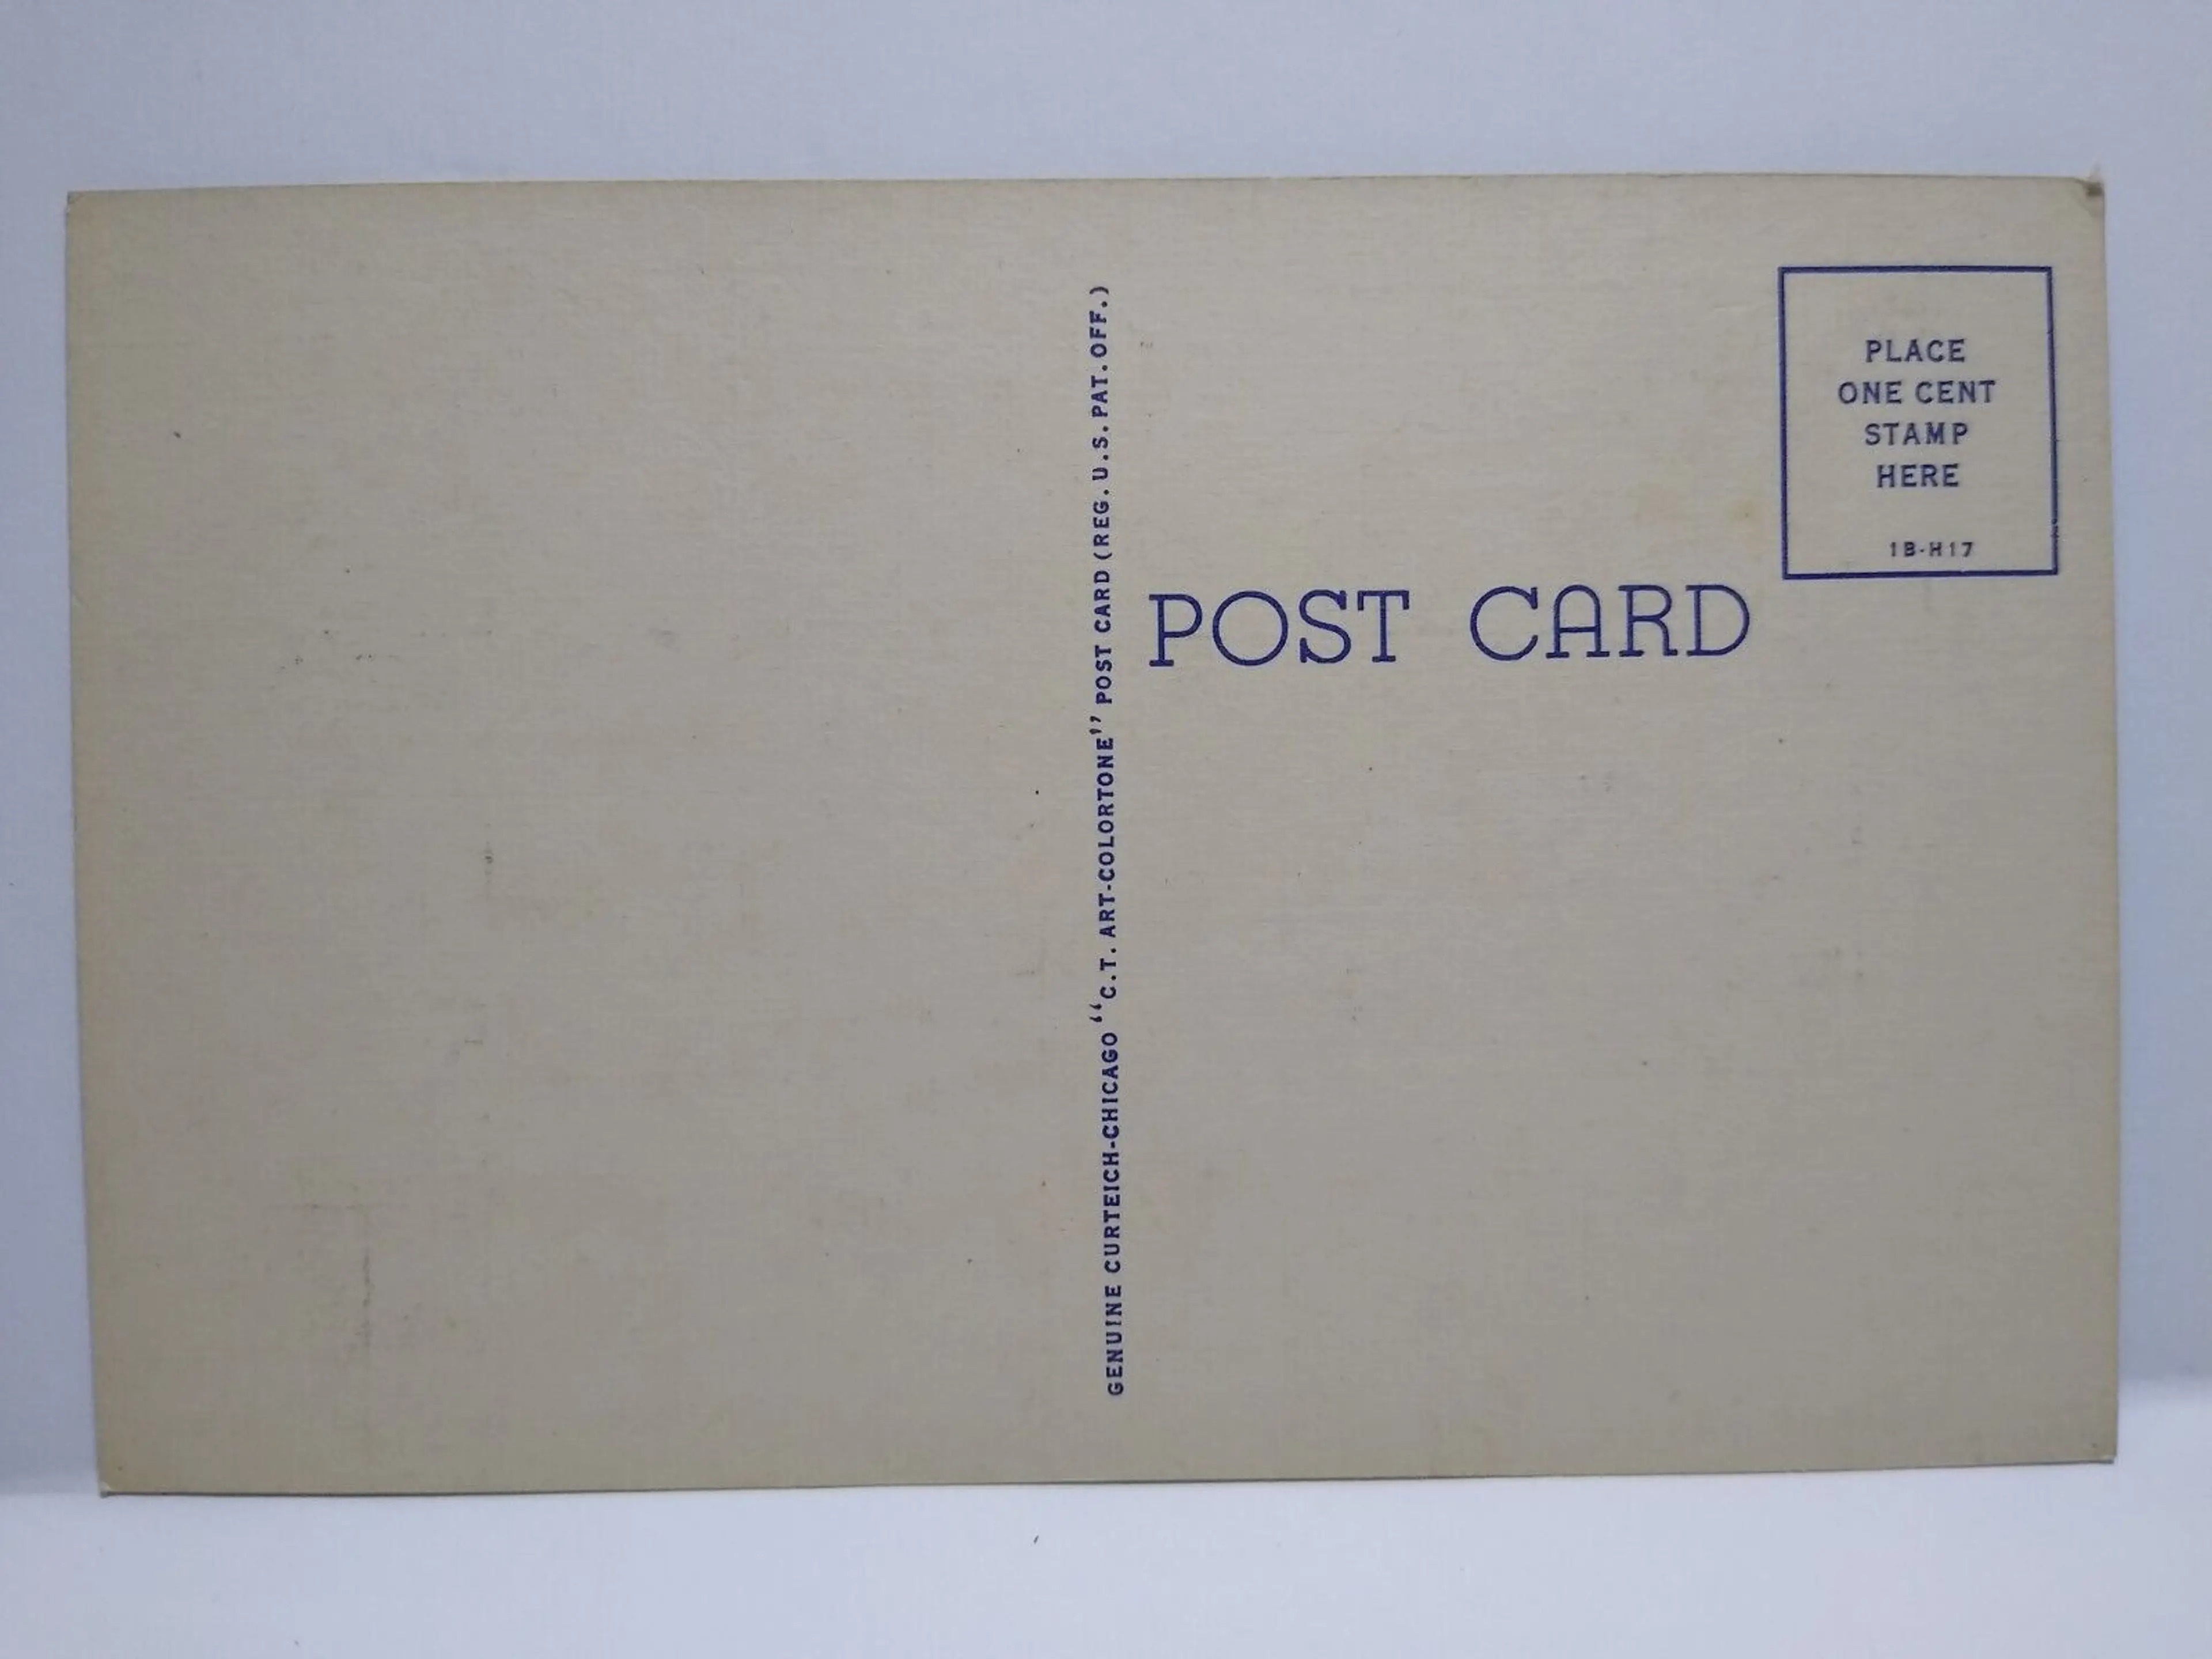 GENUINE CURTEICH-CHICAGO "C.T. ART-COLORTONE" POST CARD (REG. U.S. PAT. OFF.)
PLACE
ONE CENT
STAMP
HERE
1B-H17
POST CARD